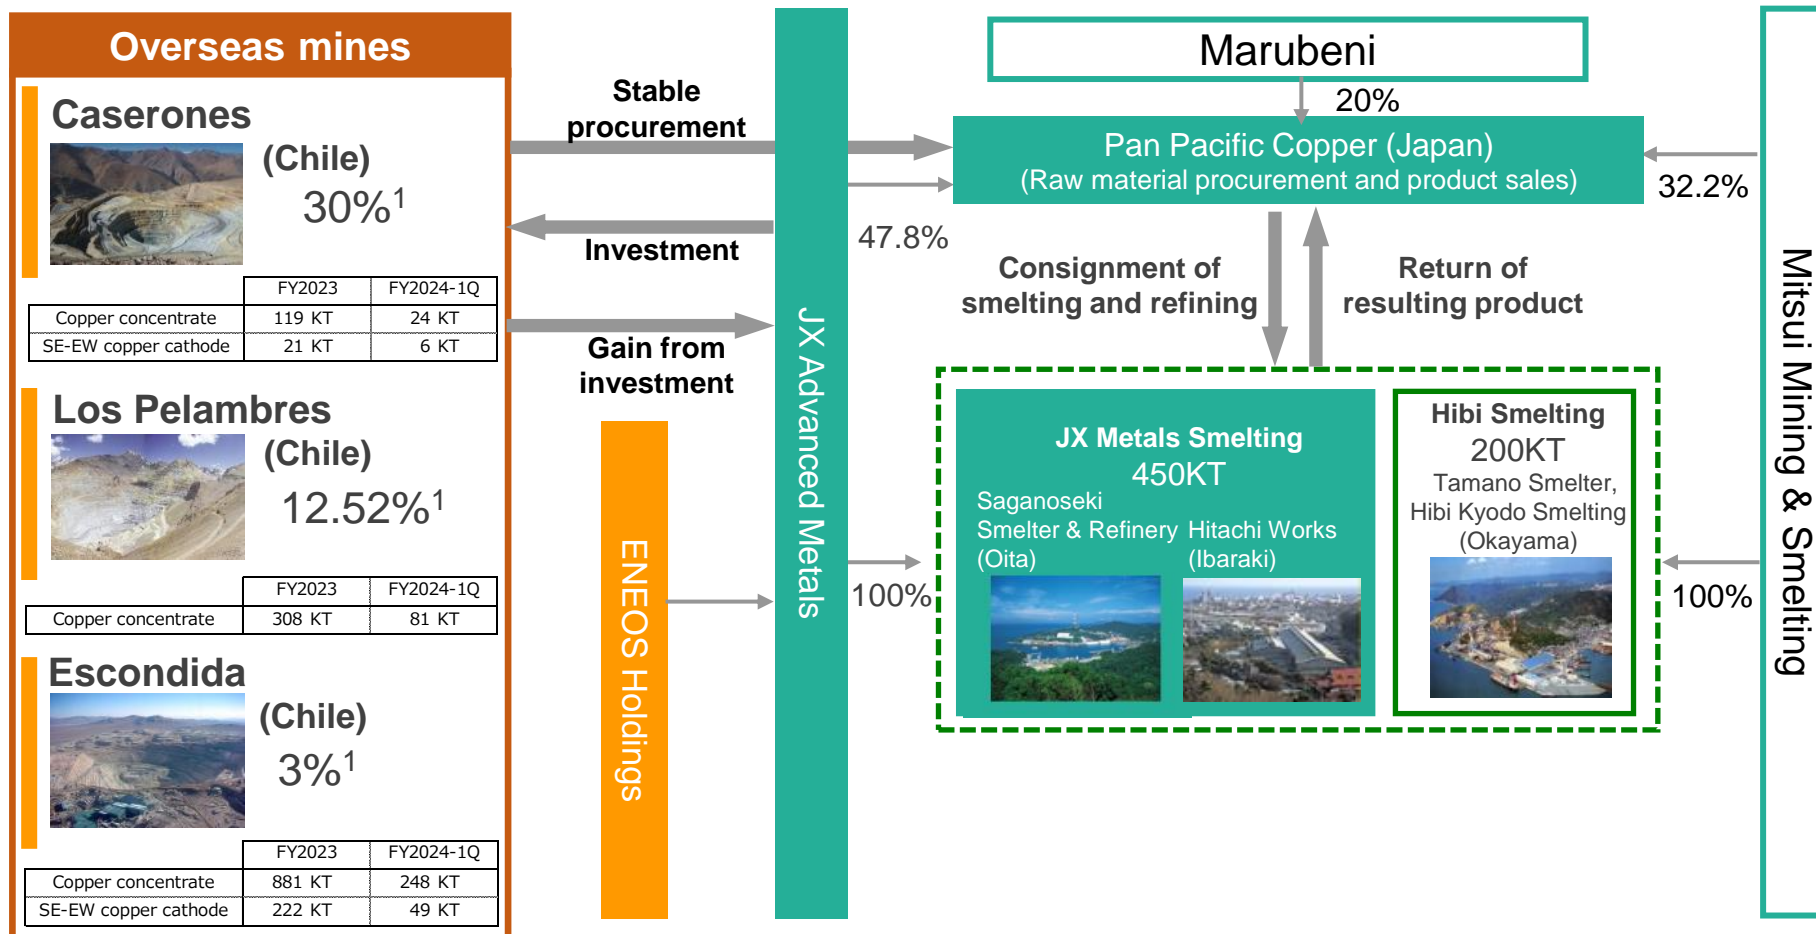 Overseas mines
Caserones
(Chile)
30%1
FY2023 FY2024-1Q
Copper concentrate 119 KT 24 KT
SE-EW copper cathode 21 KT 6 KT
Los Pelambres
(Chile)
12.52%1
FY2023 FY2024-1Q
Copper concentrate 308 KT 81 KT
Escondida
(Chile)
3%1
FY2023 FY2024-1Q
Copper concentrate 881 KT 248 KT
SE-EW copper cathode 222 KT 49 KT
Stable
procurement
Investment
Gain from
investment
ENEOS Holdings
JX Advanced Metals
Marubeni
20%
Pan Pacific Copper (Japan)
(Raw material procurement and product sales)
47.8%
32.2%
Consignment of
smelting and refining
Return of
resulting product
JX Metals Smelting
450KT
Saganoseki
Smelter & Refinery
(Oita)
Hitachi Works
(Ibaraki)
Hibi Smelting
200KT
Tamano Smelter,
Hibi Kyodo Smelting
(Okayama)
100%
100%
Mitsui Mining & Smelting